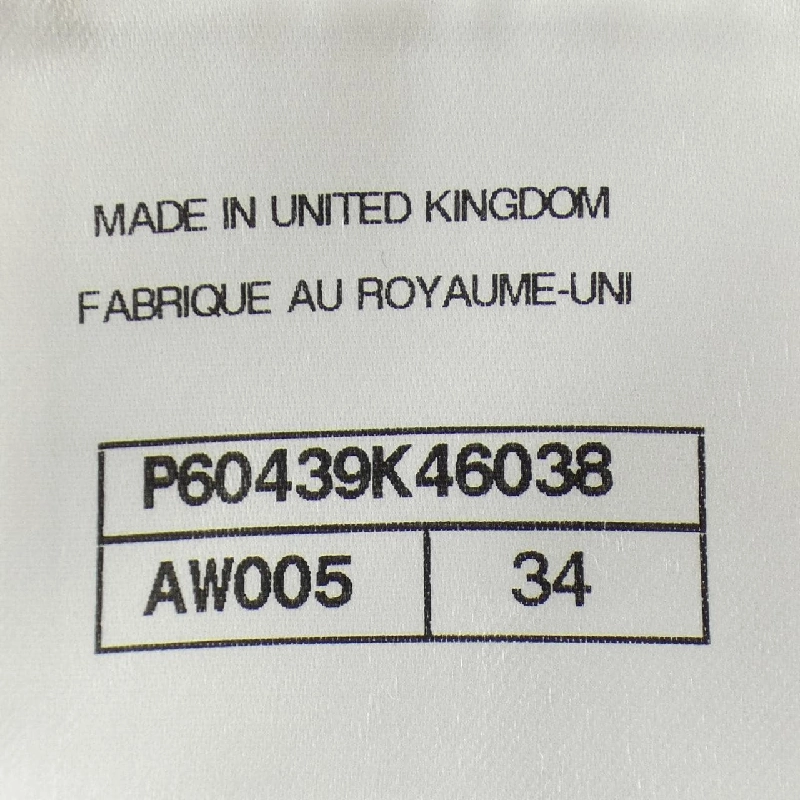 MADE IN UNITED KINGDOM
FABRIQUE AU ROYAUME-UNI
P60439K46038
AW005 34